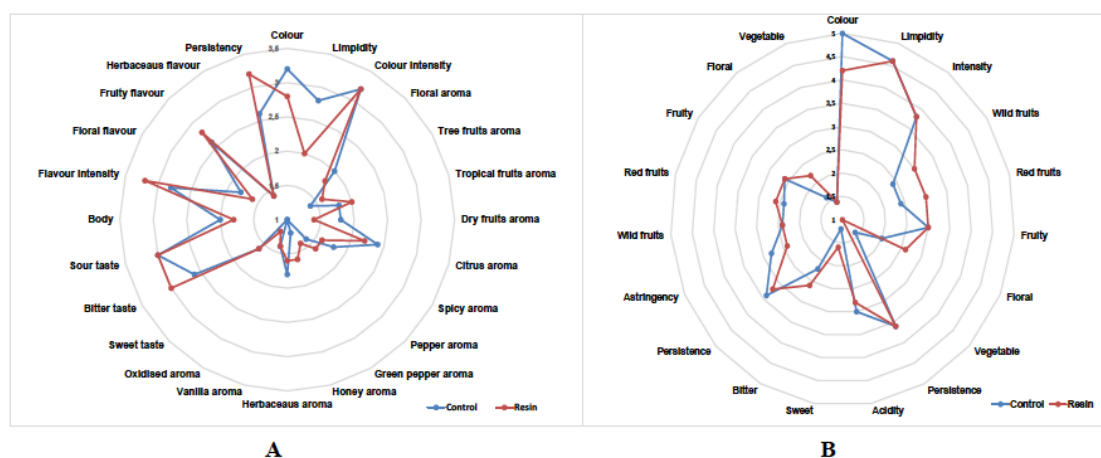 Colour
Limpidity
Colour intensity
Floral aroma
Tree fruits aroma
Tropical fruits aroma
Dry fruits aroma
Citrus aroma
Spicy aroma
Pepper aroma
Green pepper aroma
Honey aroma
Herbaceus aroma
Vanilla aroma
Oxidised aroma
Sweet taste
Bitter taste
Sour taste
Body
Flavour intensity
Floral flavour
Fruity flavour
Herbaceus flavour
Persistency
3,5
3
2,5
2
1,5
1
Control
Resin
A
Colour
Limpidity
Intensity
Wild fruits
Red fruits
Fruity
Floral
Vegetable
Persistence
Acidity
Sweet
Bitter
Persistence
Astringency
Wild fruits
Red fruits
Fruity
Floral
Vegetable
5
4,5
4
3,5
3
2,5
2
1,5
1
Control
Resin
B